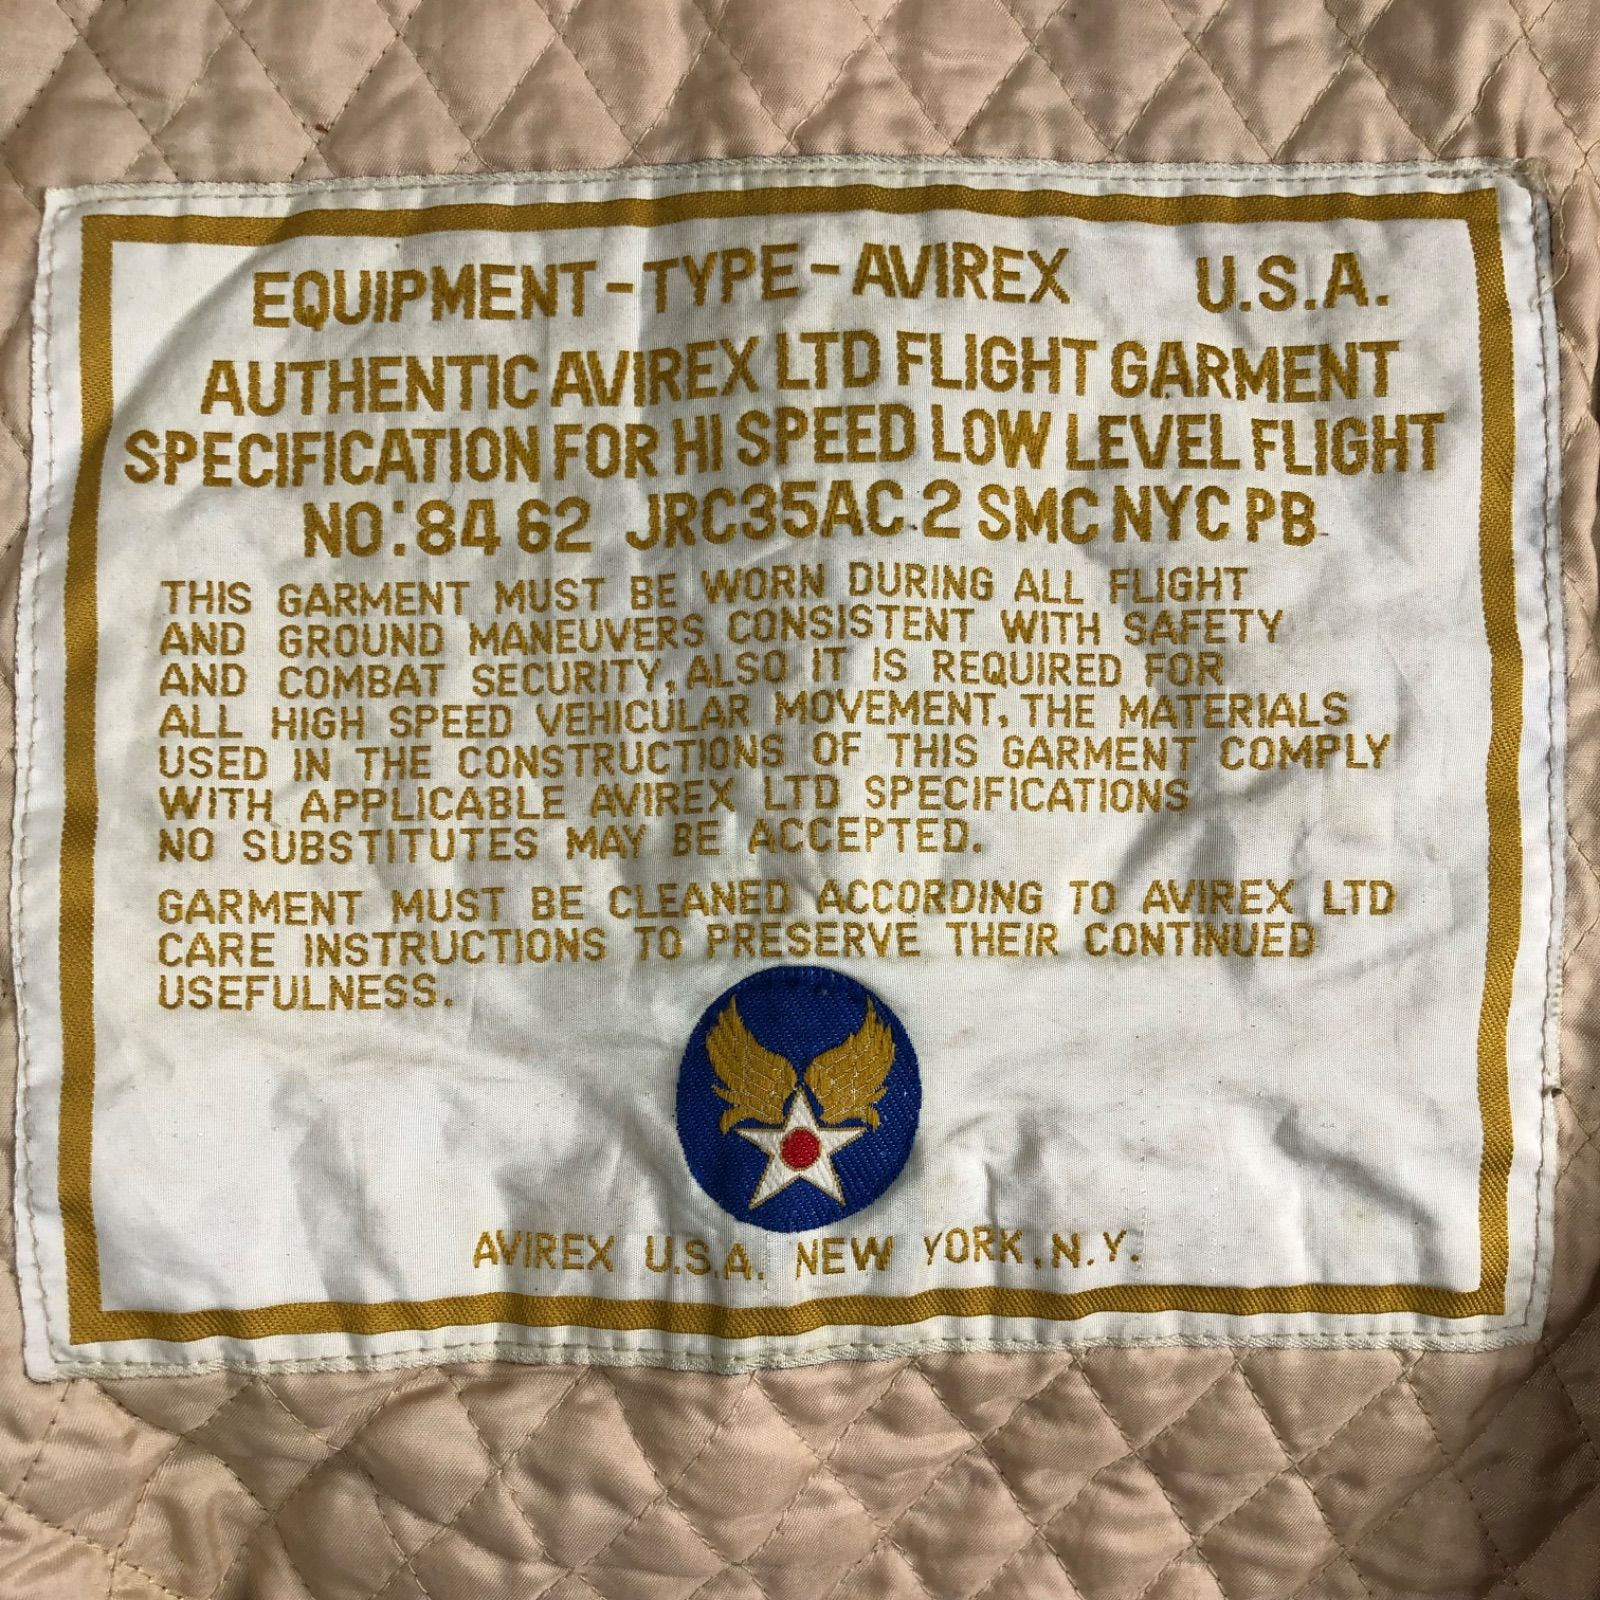 EQUIPMENT-TYPE-AVIREX U.S.A.
AUTHENTIC AVIREX LTD FLIGHT GARMENT
SPECIFICATION FOR HI SPEED LOW LEVEL FLIGHT
NO:84 62 JRC35AC.2 SMC NYC PB
THIS GARMENT MUST BE WORN DURING ALL FLIGHT
AND GROUND MANEUVERS CONSISTENT WITH SAFETY
AND COMBAT SECURITY, ALSO IT IS REQUIRED FOR
ALL HIGH SPEED VEHICULAR MOVEMENT, THE MATERIALS
USED IN THE CONSTRUCTIONS OF THIS GARMENT COMPLY
WITH APPLICABLE AVIREX LTD SPECIFICATIONS
NO SUBSTITUTES MAY BE ACCEPTED.
GARMENT MUST BE CLEANED ACCORDING TO AVIREX LTD
CARE INSTRUCTIONS TO PRESERVE THEIR CONTINUED
USEFULNESS.
AVIREX U.S.A. NEW YORK, N.Y.